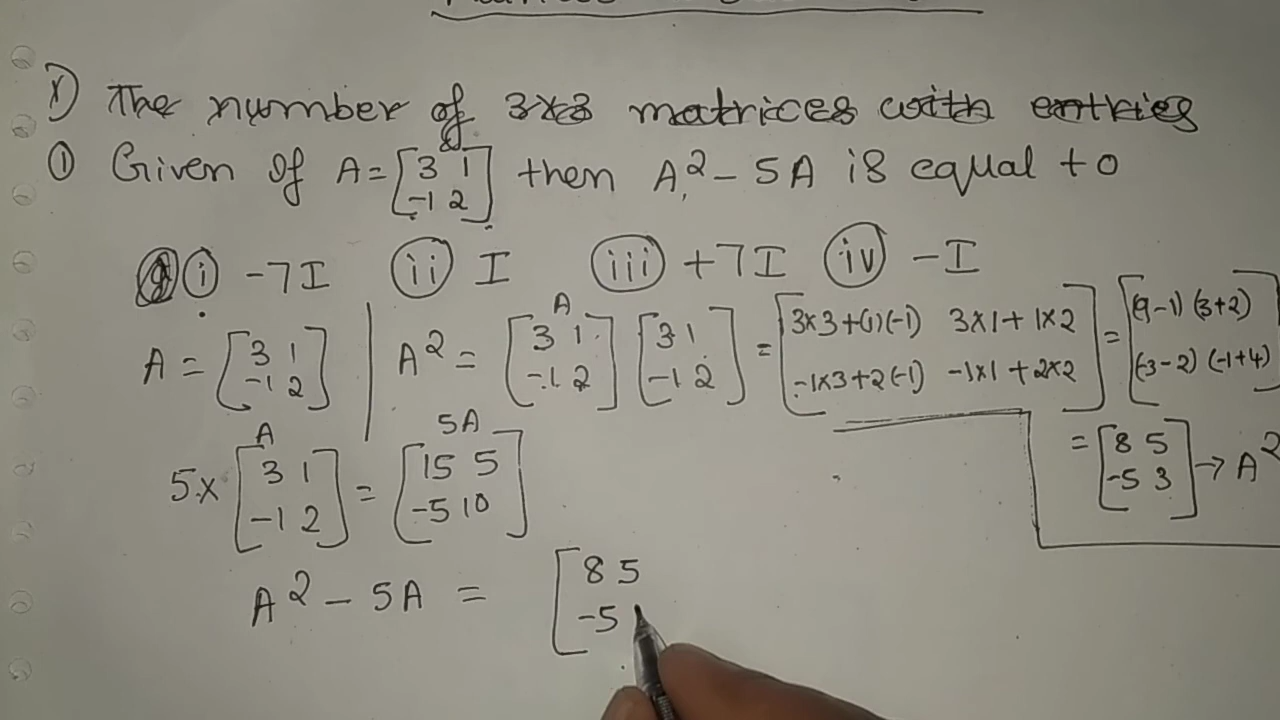 1) The number of 3x3 matrices with entries
① Given If A = [3 1 -1 2] then A² - 5A is equal to
ⓘ -7I (ii) I (iii) +7I (iv) -I
A = [3 1 -1 2] A² = A [3 1 -1 2] [3 1 -1 2] = [3x3+(1)(-1) 3x1+1x2 -1x3+2(-1) -1x1+2x2] = [(9-1) (3+2) (-3-2) (-1+4)]
= [8 5 -5 3] → A²
5x A [3 1 -1 2] = 5A [15 5 -5 10]
A² - 5A = [8 5 -5